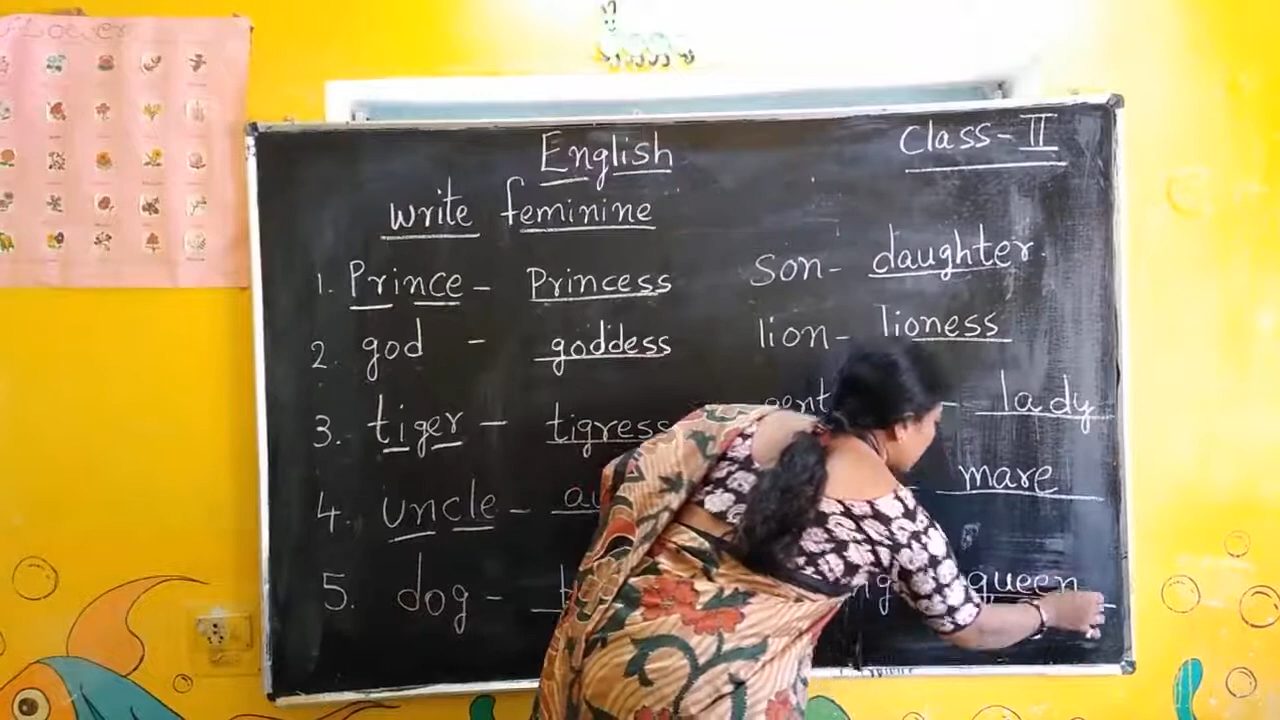 Lower
English
Class-II
Write feminine
1. Prince - Princess
2. god - goddess
3. tiger - tigress
4. uncle -
5. dog -
son - daughter.
lion - lioness
- lady
- mare
queen